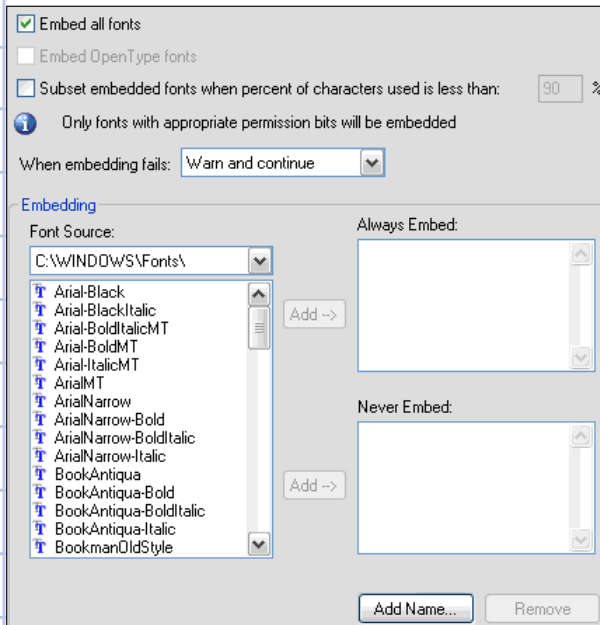 Embed all fonts
Embed OpenType fonts
Subset embedded fonts when percent of characters used is less than: 90 %
Only fonts with appropriate permission bits will be embedded
When embedding fails: Warn and continue
Embedding
Font Source:
C:\WINDOWS\Fonts\
Arial-Black
Arial-BlackItalic
Arial-BoldItalicMT
Arial-BoldMT
Arial-ItalicMT
ArialMT
ArialNarrow
ArialNarrow-Bold
ArialNarrow-BoldItalic
ArialNarrow-Italic
BookAntiqua
BookAntiqua-Bold
BookAntiqua-BoldItalic
BookAntiqua-Italic
BookmanOldStyle
Add -->
Add -->
Always Embed:
Never Embed:
Add Name... Remove